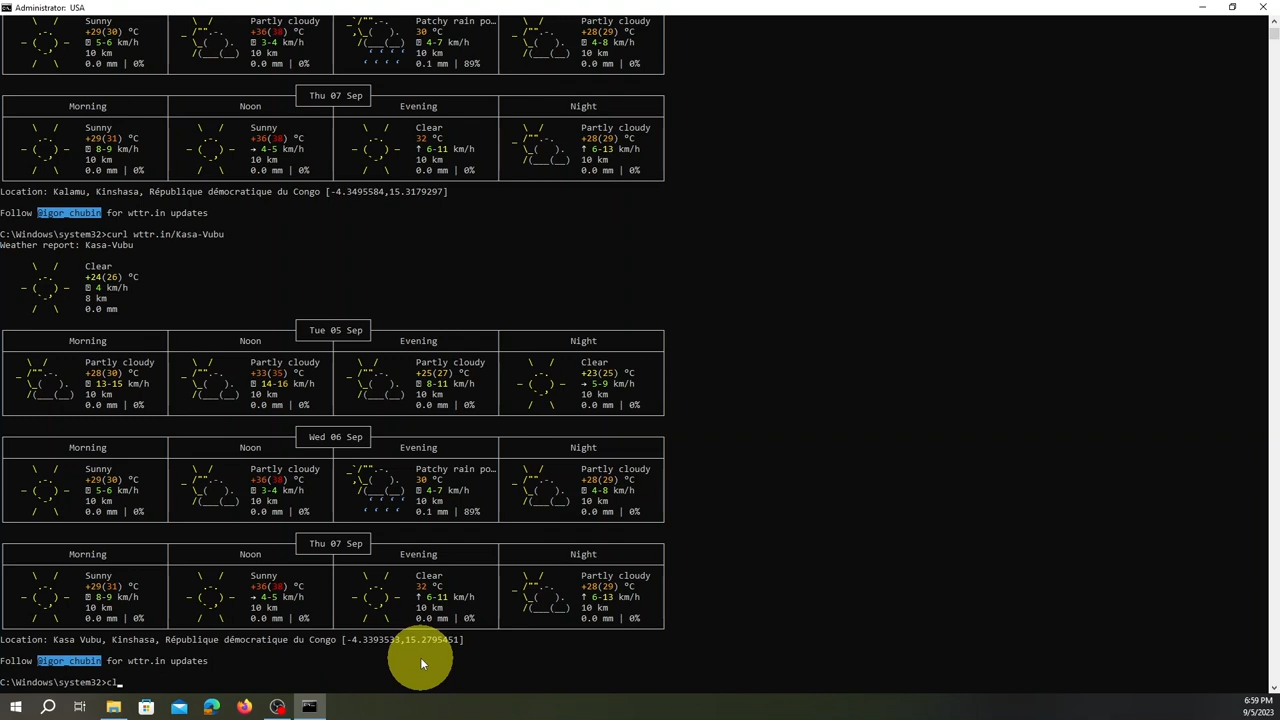 Administrator: USA
Sunny Partly cloudy Patchy rain po… Partly cloudy
+29(30) °C +36(38) °C 30 °C +28(29) °C
5-6 km/h 3-4 km/h 4-7 km/h 4-8 km/h
10 km 10 km 10 km 10 km
0.0 mm | 0% 0.0 mm | 0% 0.1 mm | 89% 0.0 mm | 0%
Thu 07 Sep
Morning Noon Evening Night
Sunny Sunny Clear Partly cloudy
+29(31) °C +36(38) °C 32 °C +28(29) °C
→ 8-9 km/h → 4-5 km/h ↑ 6-11 km/h ↑ 6-13 km/h
10 km 10 km 10 km 10 km
0.0 mm | 0% 0.0 mm | 0% 0.0 mm | 0% 0.0 mm | 0%
Location: Kalamu, Kinshasa, République démocratique du Congo [-4.3495584,15.3179297]
Follow @igor_chubin for wttr.in updates
C:\Windows\system32>curl wttr.in/Kasa-Vubu
Weather report: Kasa-Vubu
Clear
+24(26) °C
4 km/h
8 km
0.0 mm
Tue 05 Sep
Morning Noon Evening Night
Partly cloudy Partly cloudy Partly cloudy Clear
+28(30) °C +33(35) °C +25(27) °C +23(25) °C
13-15 km/h 14-16 km/h 8-11 km/h → 5-9 km/h
10 km 10 km 10 km 10 km
0.0 mm | 0% 0.0 mm | 0% 0.0 mm | 0% 0.0 mm | 0%
Wed 06 Sep
Morning Noon Evening Night
Sunny Partly cloudy Patchy rain po… Partly cloudy
+29(30) °C +36(38) °C 30 °C +28(29) °C
5-6 km/h 3-4 km/h 4-7 km/h 4-8 km/h
10 km 10 km 10 km 10 km
0.0 mm | 0% 0.0 mm | 0% 0.1 mm | 89% 0.0 mm | 0%
Thu 07 Sep
Morning Noon Evening Night
Sunny Sunny Clear Partly cloudy
+29(31) °C +36(38) °C 32 °C +28(29) °C
→ 8-9 km/h → 4-5 km/h ↑ 6-11 km/h ↑ 6-13 km/h
10 km 10 km 10 km 10 km
0.0 mm | 0% 0.0 mm | 0% 0.0 mm | 0% 0.0 mm | 0%
Location: Kasa Vubu, Kinshasa, République démocratique du Congo [-4.3393533,15.2795451]
Follow @igor_chubin for wttr.in updates
C:\Windows\system32>cl_
6:59 PM
9/5/2023